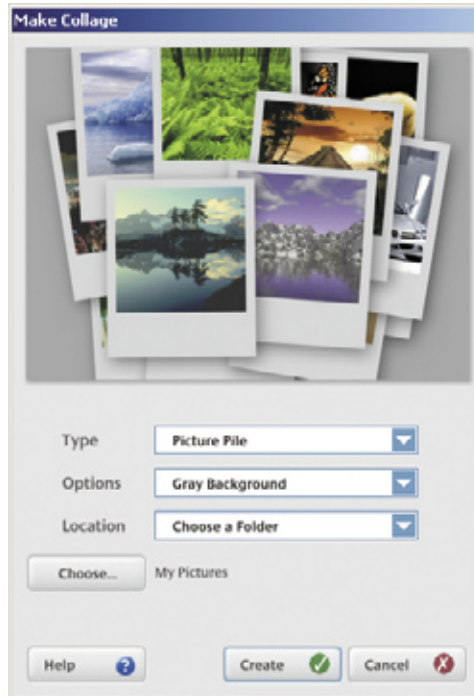 Make Collage
Type Picture Pile
Options Gray Background
Location Choose a Folder
Choose... My Pictures
Help ? Create Cancel